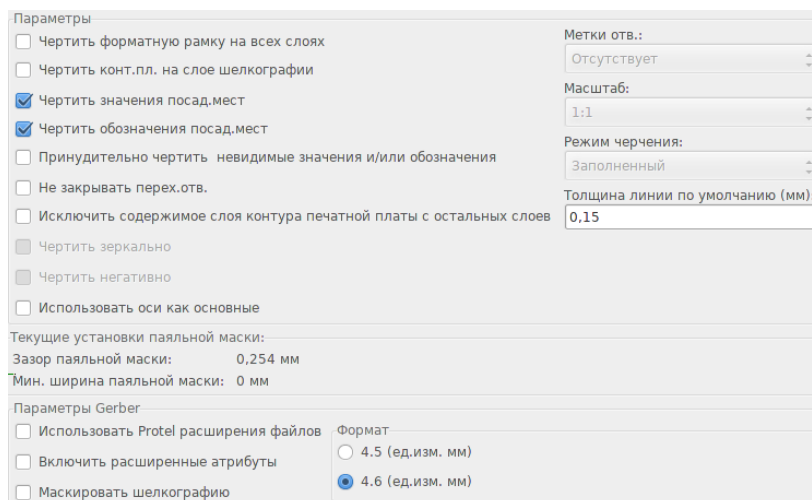 Параметры
Чертить форматную рамку на всех слоях
Чертить конт.пл. на слое шелкографии
Чертить значения посад.мест
Чертить обозначения посад.мест
Принудительно чертить  невидимые значения и/или обозначения
Не закрывать перех.отв.
Исключить содержимое слоя контура печатной платы с остальных слоев
Чертить зеркально
Чертить негативно
Использовать оси как основные
Метки отв.:
Отсутствует
Масштаб:
1:1
Режим черчения:
Заполненный
Толщина линии по умолчанию (мм)
0,15
Текущие установки паяльной маски:
Зазор паяльной маски: 0,254 мм
Мин. ширина паяльной маски: 0 мм
Параметры Gerber
Использовать Protel расширения файлов
Включить расширенные атрибуты
Маскировать шелкографию
Формат
4.5 (ед.изм. мм)
4.6 (ед.изм. мм)